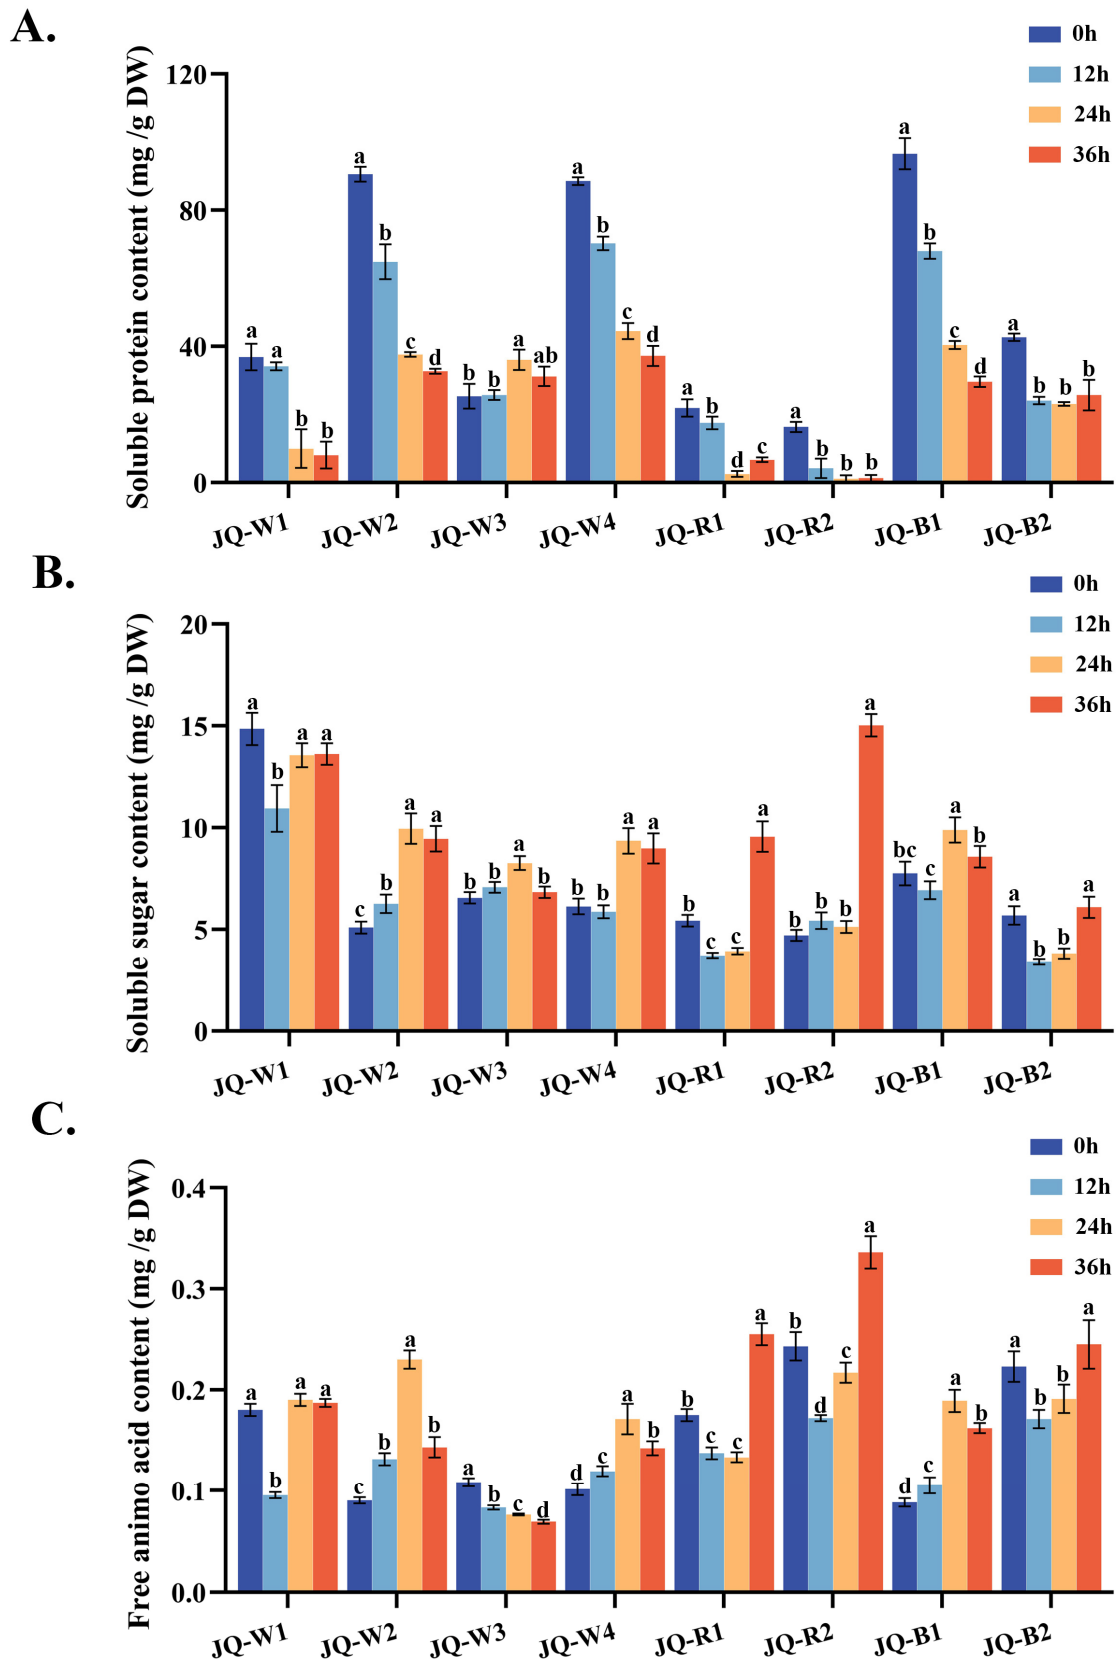 A.
0h
12h
24h
36h
Soluble protein content (mg /g DW)
120
80
40
0
a a b b
a b c d
b b a ab
a b c d
a b d c
a b b b
a b c d
a b b b
JQ-W1 JQ-W2 JQ-W3 JQ-W4 JQ-R1 JQ-R2 JQ-B1 JQ-B2
B.
0h
12h
24h
36h
Soluble sugar content (mg /g DW)
20
15
10
5
0
a b a a
c b a a
b b a b
b b a a
b c c a
b b b a
bc c a b
a b b a
JQ-W1 JQ-W2 JQ-W3 JQ-W4 JQ-R1 JQ-R2 JQ-B1 JQ-B2
C.
0h
12h
24h
36h
Free animo acid content (mg /g DW)
0.4
0.3
0.2
0.1
0.0
a b a a
c b a b
a b c d
d c a b
b c c a
b d c a
d c a b
a b b a
JQ-W1 JQ-W2 JQ-W3 JQ-W4 JQ-R1 JQ-R2 JQ-B1 JQ-B2